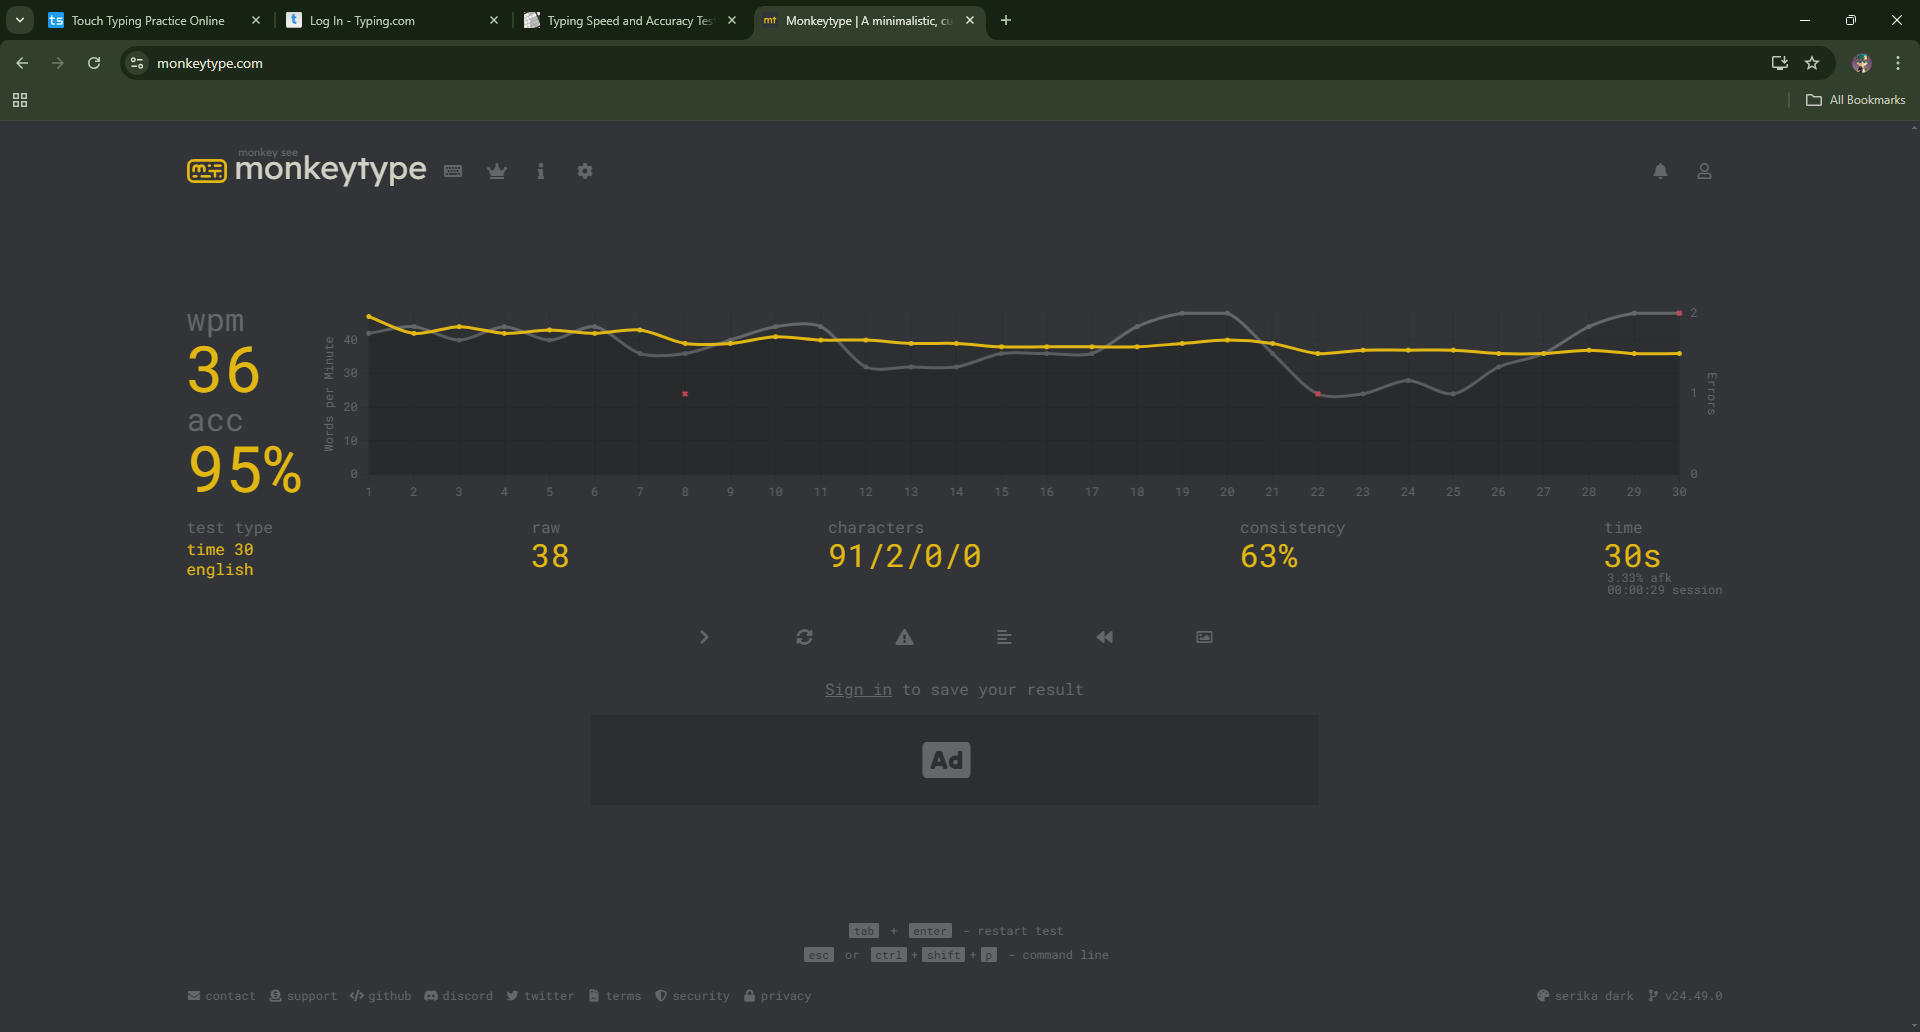 Touch Typing Practice Online
Log In - Typing.com
Typing Speed and Accuracy Tes
Monkeytype | A minimalistic, cu
monkeytype.com
All Bookmarks
monkey see
monkeytype
wpm
36
acc
95%
Words per Minute
40
30
20
10
0
2
1
0
Errors
1 2 3 4 5 6 7 8 9 10 11 12 13 14 15 16 17 18 19 20 21 22 23 24 25 26 27 28 29 30
test type
time 30
english
raw
38
characters
91/2/0/0
consistency
63%
time
30s
3.33% afk
00:00:29 session
Sign in to save your result
Ad
tab + enter - restart test
esc or ctrl + shift + p - command line
contact support github discord twitter terms security privacy
serika dark v24.49.0